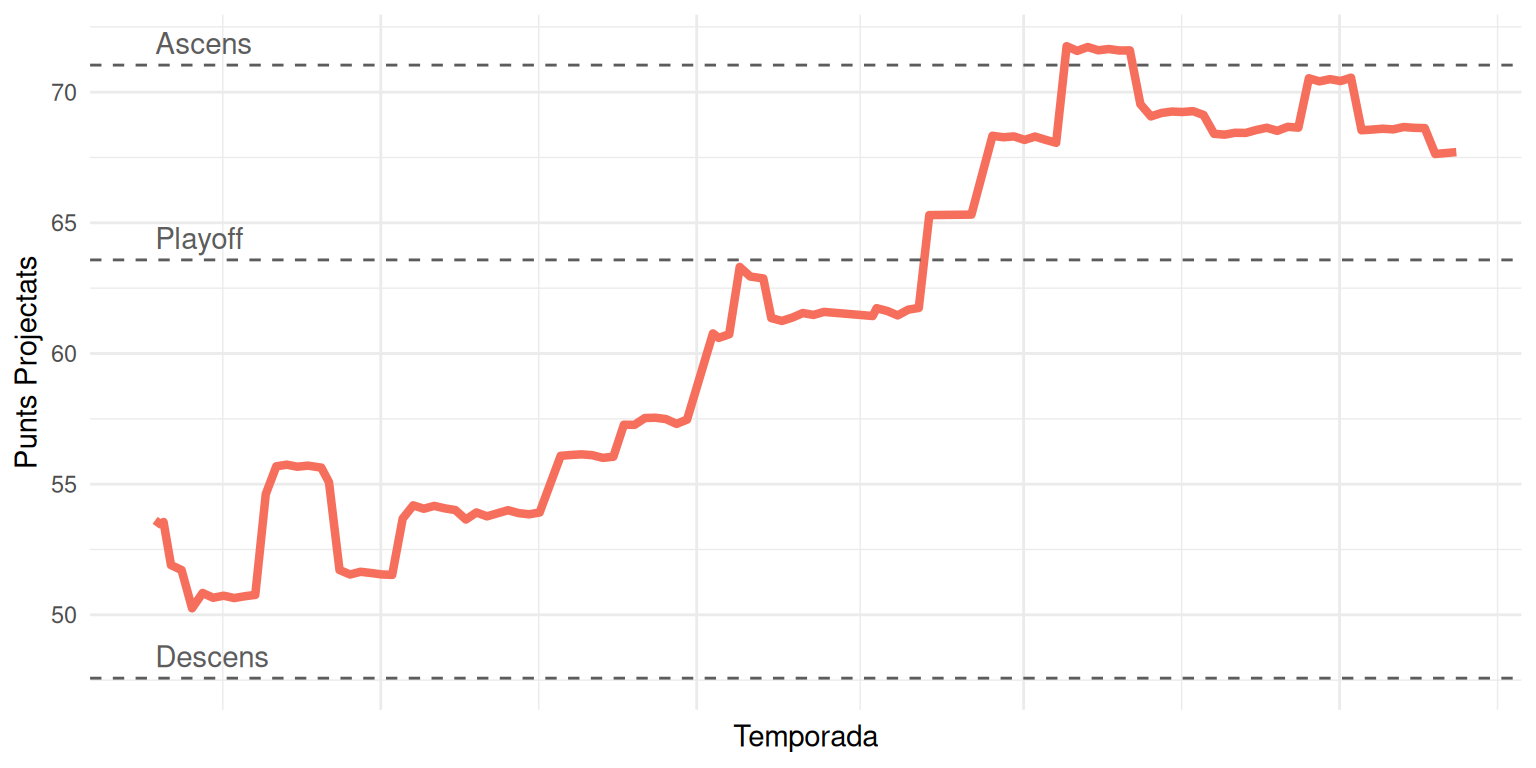 Ascens
70
65
Playoff
60
55
50
Descens
Punts Projectats
Temporada